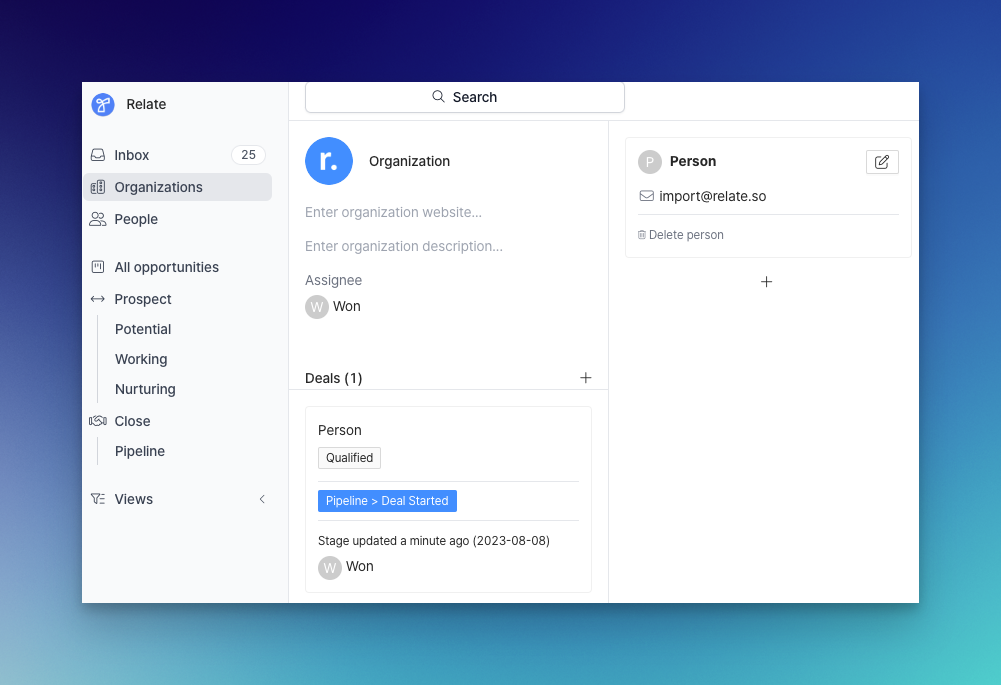 Relate
Inbox 25
Organizations
People
All opportunities
Prospect
Potential
Working
Nurturing
Close
Pipeline
Views
Search
r. Organization
Enter organization website...
Enter organization description...
Assignee
W Won
Deals (1)
Person
Qualified
Pipeline > Deal Started
Stage updated a minute ago (2023-08-08)
W Won
P Person
import@relate.so
Delete person